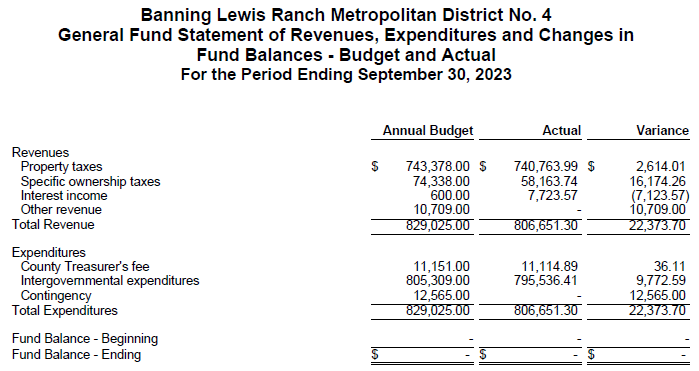 Banning Lewis Ranch Metropolitan District No. 4
General Fund Statement of Revenues, Expenditures and Changes in
Fund Balances - Budget and Actual
For the Period Ending September 30, 2023
Annual Budget Actual Variance
Revenues
Property taxes $ 743,378.00 $ 740,763.99 $ 2,614.01
Specific ownership taxes 74,338.00 58,163.74 16,174.26
Interest income 600.00 7,723.57 (7,123.57)
Other revenue 10,709.00 - 10,709.00
Total Revenue 829,025.00 806,651.30 22,373.70
Expenditures
County Treasurer's fee 11,151.00 11,114.89 36.11
Intergovernmental expenditures 805,309.00 795,536.41 9,772.59
Contingency 12,565.00 - 12,565.00
Total Expenditures 829,025.00 806,651.30 22,373.70
Fund Balance - Beginning - - -
Fund Balance - Ending $ - $ - $ -